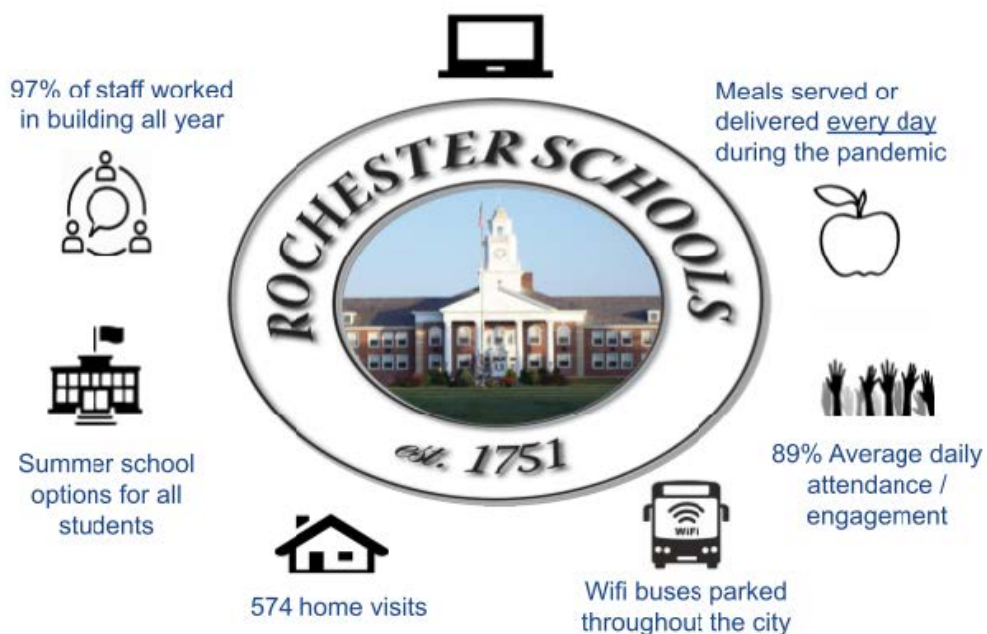 97% of staff worked
in building all year
Meals served or
delivered every day
during the pandemic
ROCHESTER SCHOOLS
est. 1751
Summer school
options for all
students
89% Average daily
attendance /
engagement
WiFi
574 home visits
Wifi buses parked
throughout the city